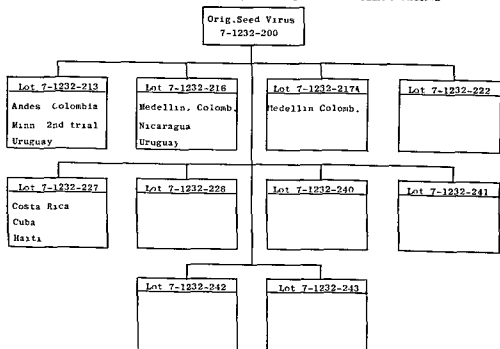 Orig.Seed Virus
7-1232-200
Lot 7-1232-213
Andes Colombia
Minn 2nd trial
Uruguay
Lot 7-1232-216
Medellin, Colomb.
Nicaragua
Uruguay
Lot 7-1232-217A
Medellin Colomb.
Lot 7-1232-222
Lot 7-1232-227
Costa Rica
Cuba
Haiti
Lot 7-1232-228
Lot 7-1232-240
Lot 7-1232-241
Lot 7-1232-242
Lot 7-1232-243